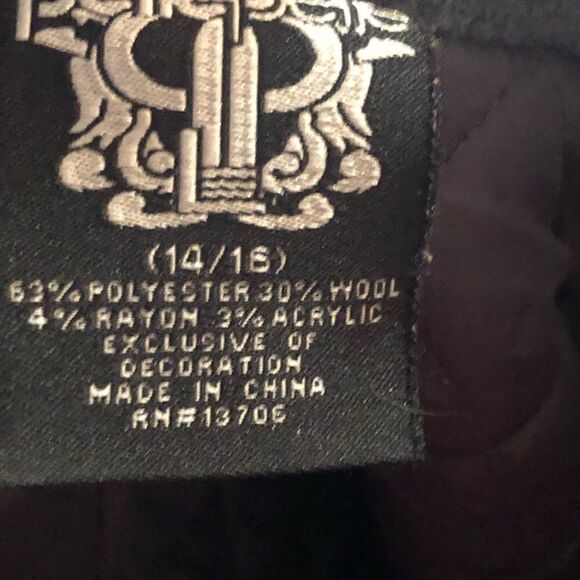 (14/16)
63% POLYESTER 30% WOOL
4% RAYON 3% ACRYLIC
EXCLUSIVE OF
DECORATION
MADE IN CHINA
RN#13706